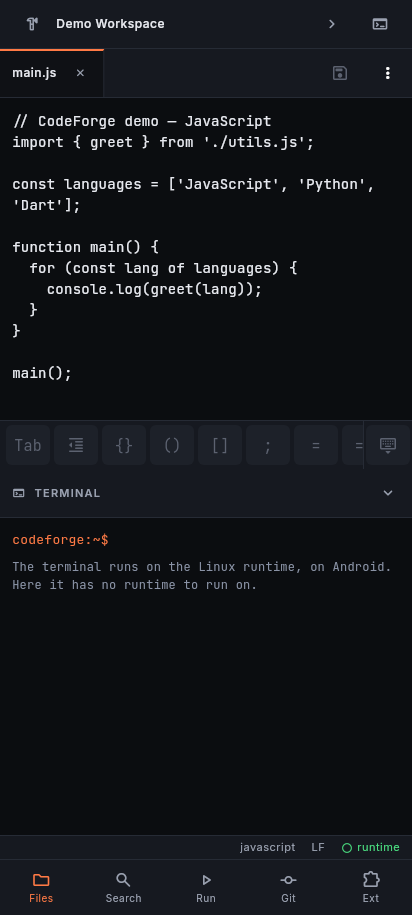 Demo Workspace
main.js
// CodeForge demo — JavaScript
import { greet } from './utils.js';
const languages = ['JavaScript', 'Python',
'Dart'];
function main() {
for (const lang of languages) {
console.log(greet(lang));
}
}
main();
Tab {} () [] ; = =
TERMINAL
codeforge:~$
The terminal runs on the Linux runtime, on Android.
Here it has no runtime to run on.
javascript LF runtime
Files Search Run Git Ext